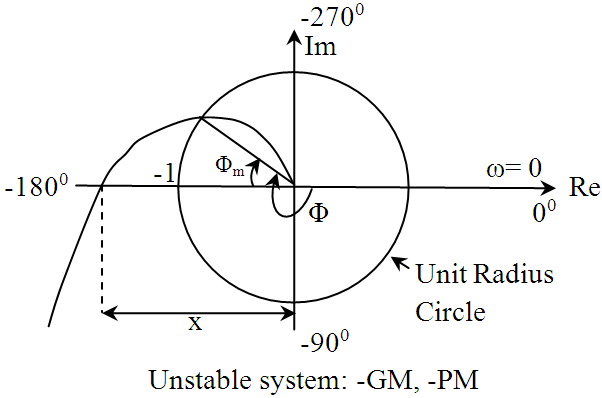 -270⁰
Im
-1
Φm
ω= 0
-180⁰
Re
0⁰
Φ
Unit Radius
Circle
x
-90⁰
Unstable system: -GM, -PM